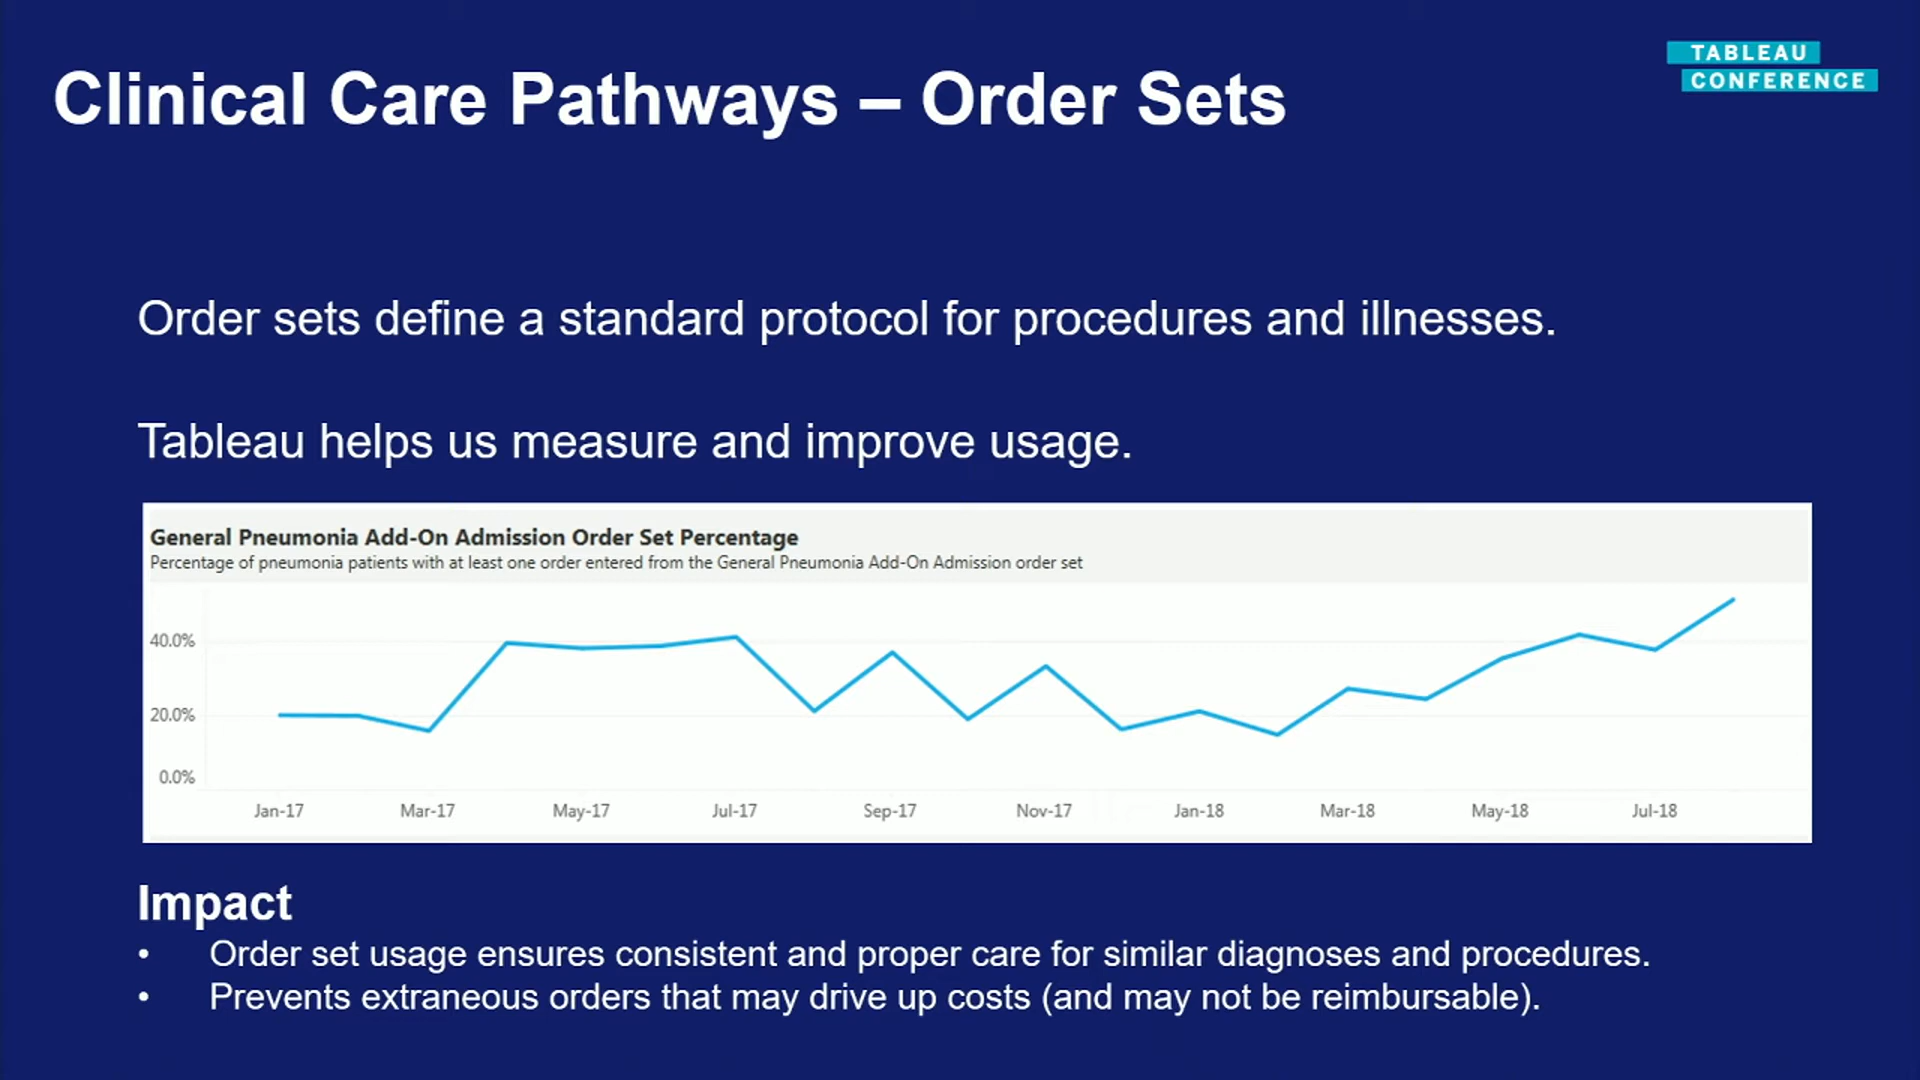 TABLEAU
CONFERENCE
Clinical Care Pathways – Order Sets
Order sets define a standard protocol for procedures and illnesses.
Tableau helps us measure and improve usage.
General Pneumonia Add-On Admission Order Set Percentage
Percentage of pneumonia patients with at least one order entered from the General Pneumonia Add-On Admission order set
40.0%
20.0%
0.0%
Jan-17 Mar-17 May-17 Jul-17 Sep-17 Nov-17 Jan-18 Mar-18 May-18 Jul-18
Impact
• Order set usage ensures consistent and proper care for similar diagnoses and procedures.
• Prevents extraneous orders that may drive up costs (and may not be reimbursable).